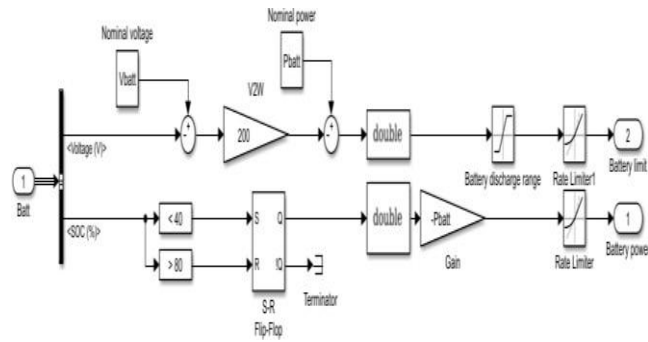 Nominal voltage
Vbatt
Nominal power
Pbatt
V2W
- +
- +
<Voltage (V)>
200
double
Battery discharge range
Rate Limiter1
2
Battery limit
1
Batt
<SOC (%)>
< 40
> 80
S Q
R !Q
S-R
Flip-Flop
Terminator
double
-Pbatt
Gain
Rate Limiter
1
Battery power